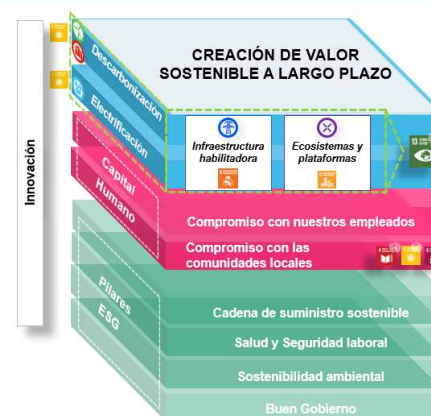 CREACIÓN DE VALOR
SOSTENIBLE A LARGO PLAZO
Innovación
Descarbonización
Electrificación
Infraestructura
habilitadora
Ecosistemas y
plataformas
13
Capital
Humano
Compromiso con nuestros empleados
Compromiso con las
comunidades locales
Pilares
ESG
Cadena de suministro sostenible
Salud y Seguridad laboral
Sostenibilidad ambiental
Buen Gobierno